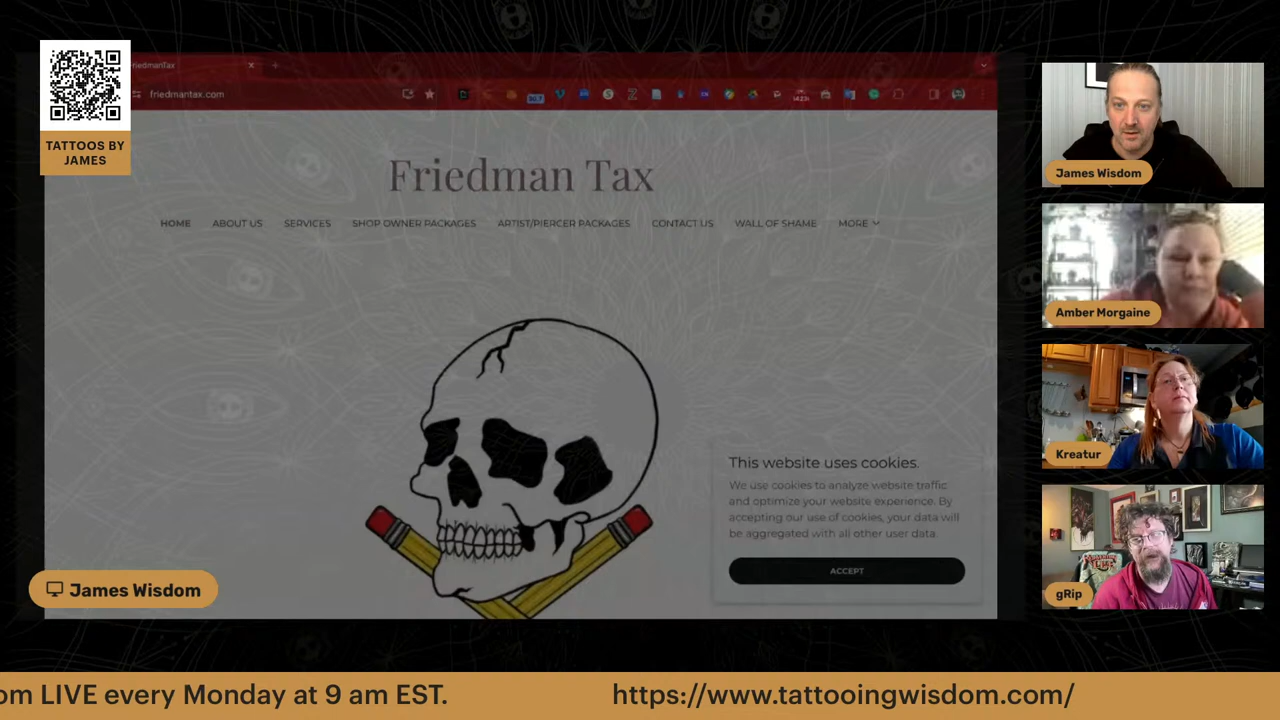 TATTOOS BY
JAMES
FriedmanTax
friedmantax.com
Friedman Tax
HOME ABOUT US SERVICES SHOP OWNER PACKAGES ARTIST/PIERCER PACKAGES CONTACT US WALL OF SHAME MORE
This website uses cookies.
We use cookies to analyze website traffic
and optimize your website experience. By
accepting our use of cookies, your data will
be aggregated with all other user data.
ACCEPT
James Wisdom
James Wisdom
Amber Morgaine
Kreatur
gRip
om LIVE every Monday at 9 am EST. https://www.tattooingwisdom.com/